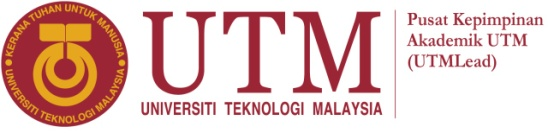 KERANA TUHAN UNTUK MANUSIA
UNIVERSITI TEKNOLOGI MALAYSIA
UTM
UNIVERSITI TEKNOLOGI MALAYSIA
Pusat Kepimpinan
Akademik UTM
(UTMLead)